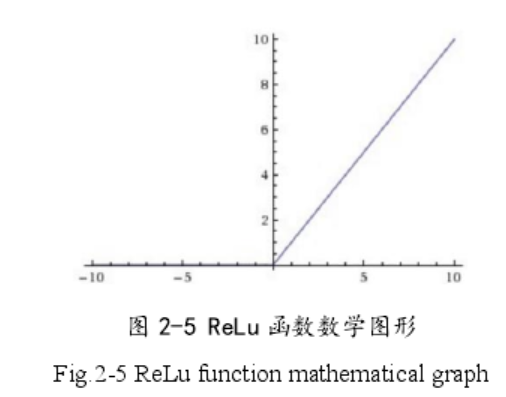 10
8
6
4
2
-10 -5 5 10
图 2-5 ReLu 函数数学图形
Fig.2-5 ReLu function mathematical graph